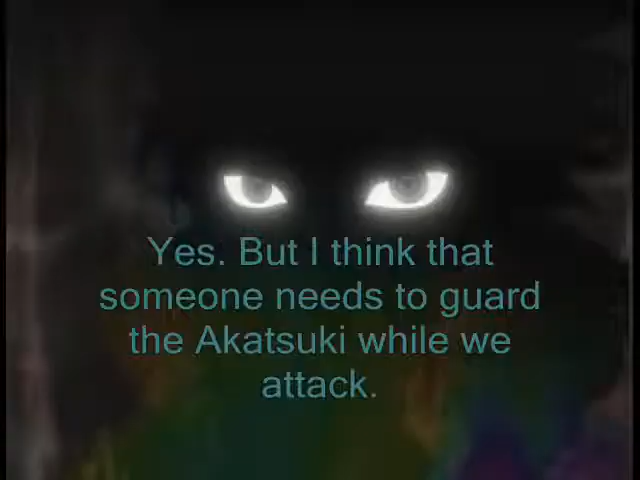 Yes. But I think that
someone needs to guard
the Akatsuki while we
attack.